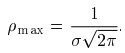 ρₘₐₓ = 1/(σ√(2π)).